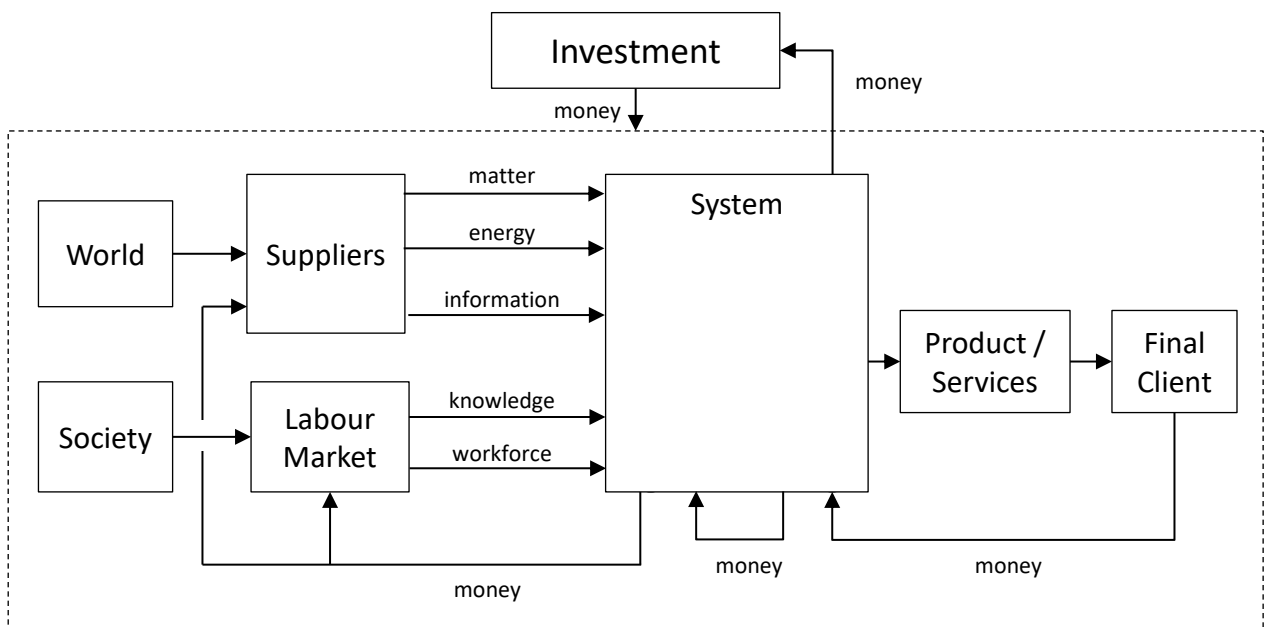 Investment
money
money
matter
System
World
Suppliers
energy
information
Product /
Services
Final
Client
Society
Labour
Market
knowledge
workforce
money
money
money